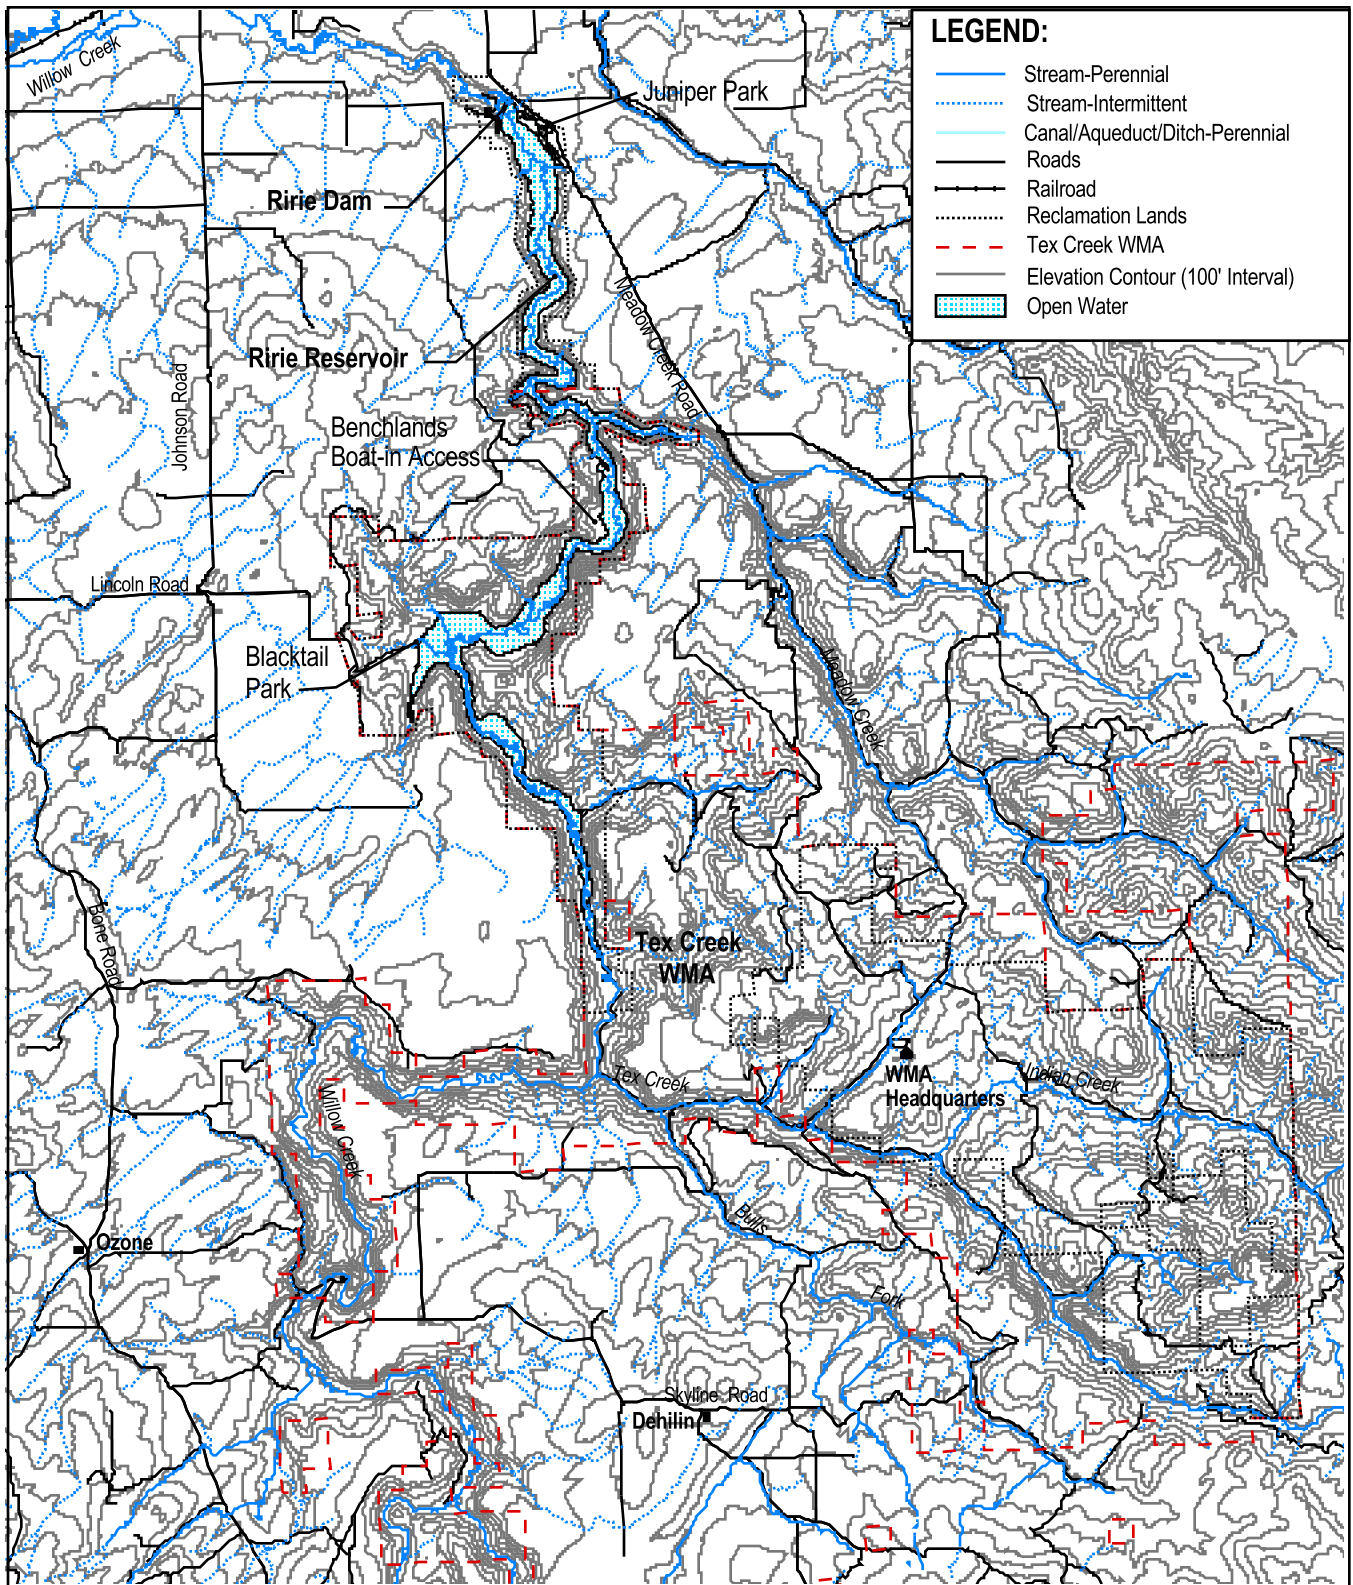 LEGEND:
Stream-Perennial
Stream-Intermittent
Canal/Aqueduct/Ditch-Perennial
Roads
Railroad
Reclamation Lands
Tex Creek WMA
Elevation Contour (100' Interval)
Open Water
Willow Creek
Juniper Park
Ririe Dam
Meadow Creek Road
Ririe Reservoir
Johnson Road
Benchlands
Boat-in Access
Lincoln Road
Blacktail
Park
Meadow Creek
Bone Road
Tex Creek
WMA
WMA
Headquarters
Tex Creek
Indian Creek
Willow Creek
Bulls
Fork
Ozone
Skyline Road
Dehilin